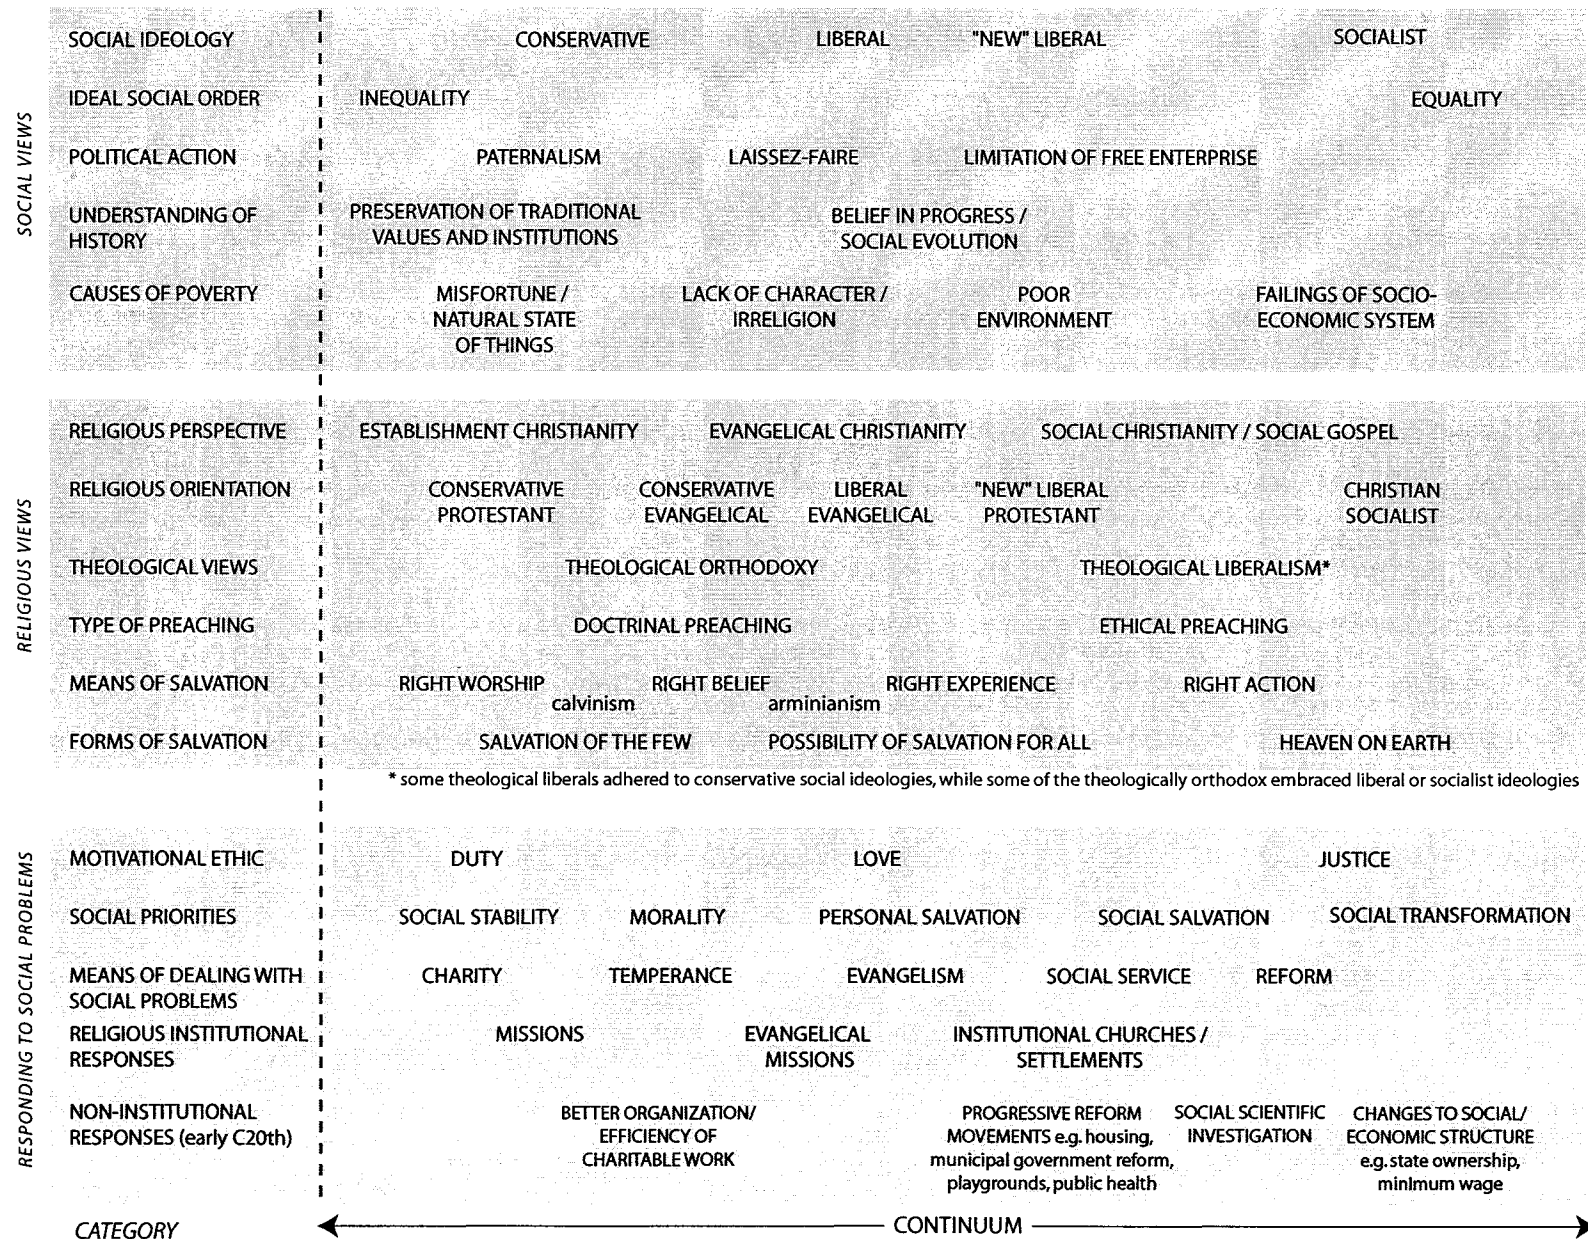 SOCIAL VIEWS
SOCIAL IDEOLOGY CONSERVATIVE LIBERAL "NEW" LIBERAL SOCIALIST
IDEAL SOCIAL ORDER INEQUALITY EQUALITY
POLITICAL ACTION PATERNALISM LAISSEZ-FAIRE LIMITATION OF FREE ENTERPRISE
UNDERSTANDING OF PRESERVATION OF TRADITIONAL BELIEF IN PROGRESS /
HISTORY VALUES AND INSTITUTIONS SOCIAL EVOLUTION
CAUSES OF POVERTY MISFORTUNE / LACK OF CHARACTER / POOR FAILINGS OF SOCIO-
NATURAL STATE IRRELIGION ENVIRONMENT ECONOMIC SYSTEM
OF THINGS
RELIGIOUS VIEWS
RELIGIOUS PERSPECTIVE ESTABLISHMENT CHRISTIANITY EVANGELICAL CHRISTIANITY SOCIAL CHRISTIANITY / SOCIAL GOSPEL
RELIGIOUS ORIENTATION CONSERVATIVE CONSERVATIVE LIBERAL "NEW" LIBERAL CHRISTIAN
PROTESTANT EVANGELICAL EVANGELICAL PROTESTANT SOCIALIST
THEOLOGICAL VIEWS THEOLOGICAL ORTHODOXY THEOLOGICAL LIBERALISM*
TYPE OF PREACHING DOCTRINAL PREACHING ETHICAL PREACHING
MEANS OF SALVATION RIGHT WORSHIP RIGHT BELIEF RIGHT EXPERIENCE RIGHT ACTION
calvinism arminianism
FORMS OF SALVATION SALVATION OF THE FEW POSSIBILITY OF SALVATION FOR ALL HEAVEN ON EARTH
* some theological liberals adhered to conservative social ideologies, while some of the theologically orthodox embraced liberal or socialist ideologies
RESPONDING TO SOCIAL PROBLEMS
MOTIVATIONAL ETHIC DUTY LOVE JUSTICE
SOCIAL PRIORITIES SOCIAL STABILITY MORALITY PERSONAL SALVATION SOCIAL SALVATION SOCIAL TRANSFORMATION
MEANS OF DEALING WITH CHARITY TEMPERANCE EVANGELISM SOCIAL SERVICE REFORM
SOCIAL PROBLEMS
RELIGIOUS INSTITUTIONAL MISSIONS EVANGELICAL INSTITUTIONAL CHURCHES /
RESPONSES MISSIONS SETTLEMENTS
NON-INSTITUTIONAL BETTER ORGANIZATION/ PROGRESSIVE REFORM SOCIAL SCIENTIFIC CHANGES TO SOCIAL/
RESPONSES (early C20th) EFFICIENCY OF MOVEMENTS e.g. housing, INVESTIGATION ECONOMIC STRUCTURE
CHARITABLE WORK municipal government reform, e.g. state ownership,
playgrounds, public health minimum wage
CATEGORY CONTINUUM